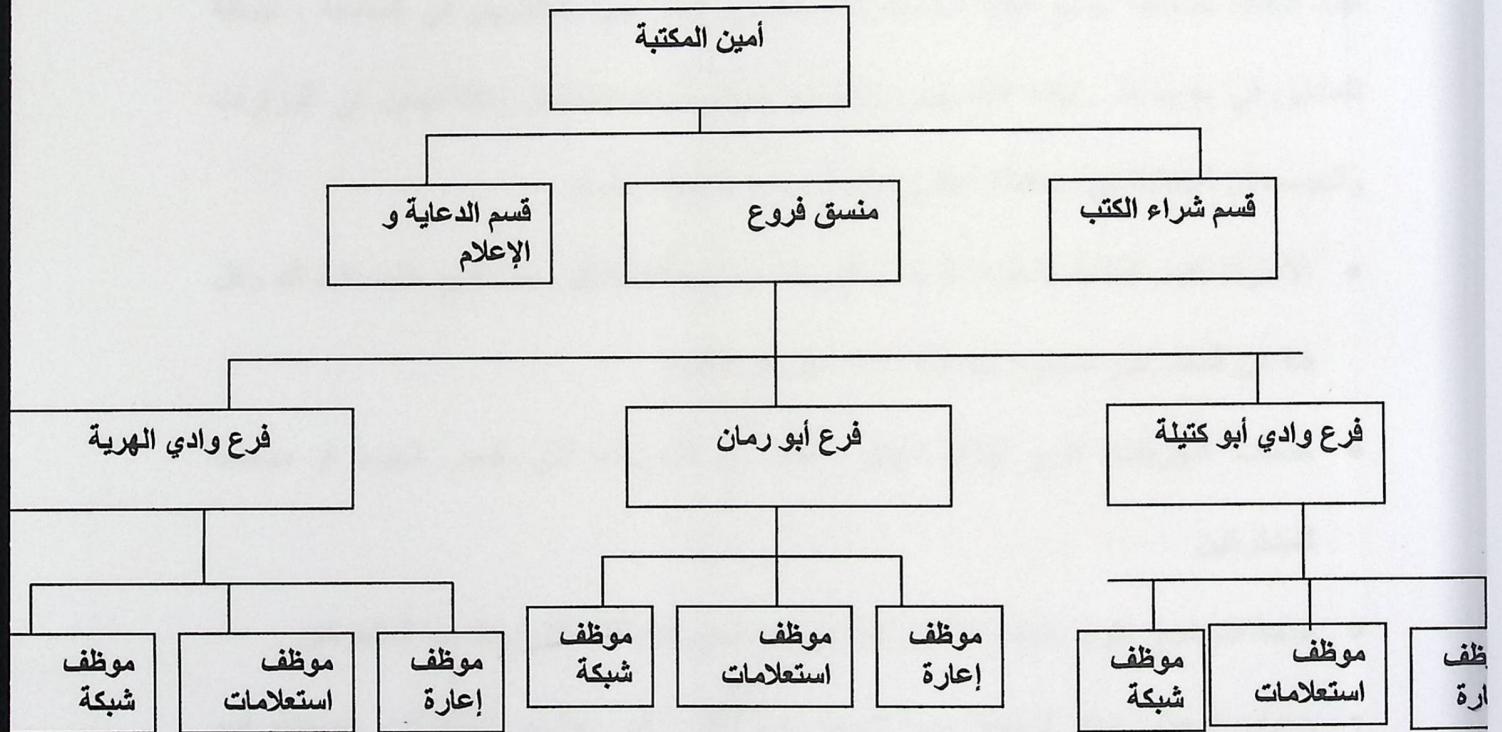 أمين المكتبة
قسم شراء الكتب
منسق فروع
قسم الدعاية و
الإعلام
فرع وادي أبو كتيلة
فرع أبو رمان
فرع وادي الهرية
موظف
استعلامات
موظف
شبكة
موظف
إعارة
موظف
استعلامات
موظف
شبكة
موظف
إعارة
موظف
استعلامات
موظف
شبكة